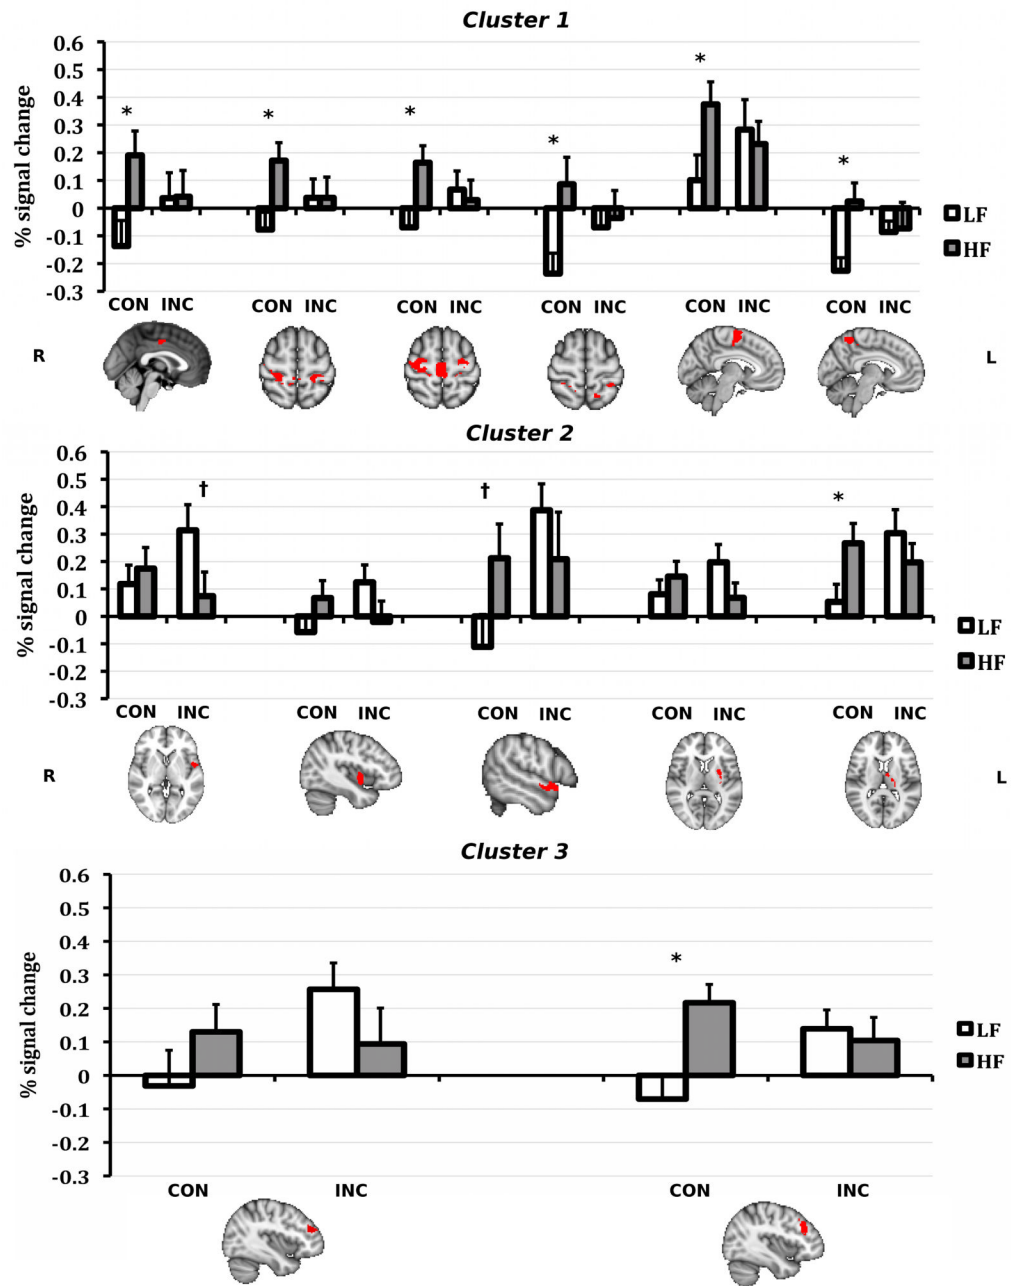 Cluster 1
% signal change
0.6
0.5
0.4
0.3
0.2
0.1
0
-0.1
-0.2
-0.3
* * * * * *
LF
HF
CON INC CON INC CON INC CON INC CON INC CON INC
R L
Cluster 2
% signal change
0.6
0.5
0.4
0.3
0.2
0.1
0
-0.1
-0.2
-0.3
† † *
LF
HF
CON INC CON INC CON INC CON INC CON INC
R L
Cluster 3
% signal change
0.6
0.5
0.4
0.3
0.2
0.1
0
-0.1
-0.2
-0.3
*
LF
HF
CON INC CON INC